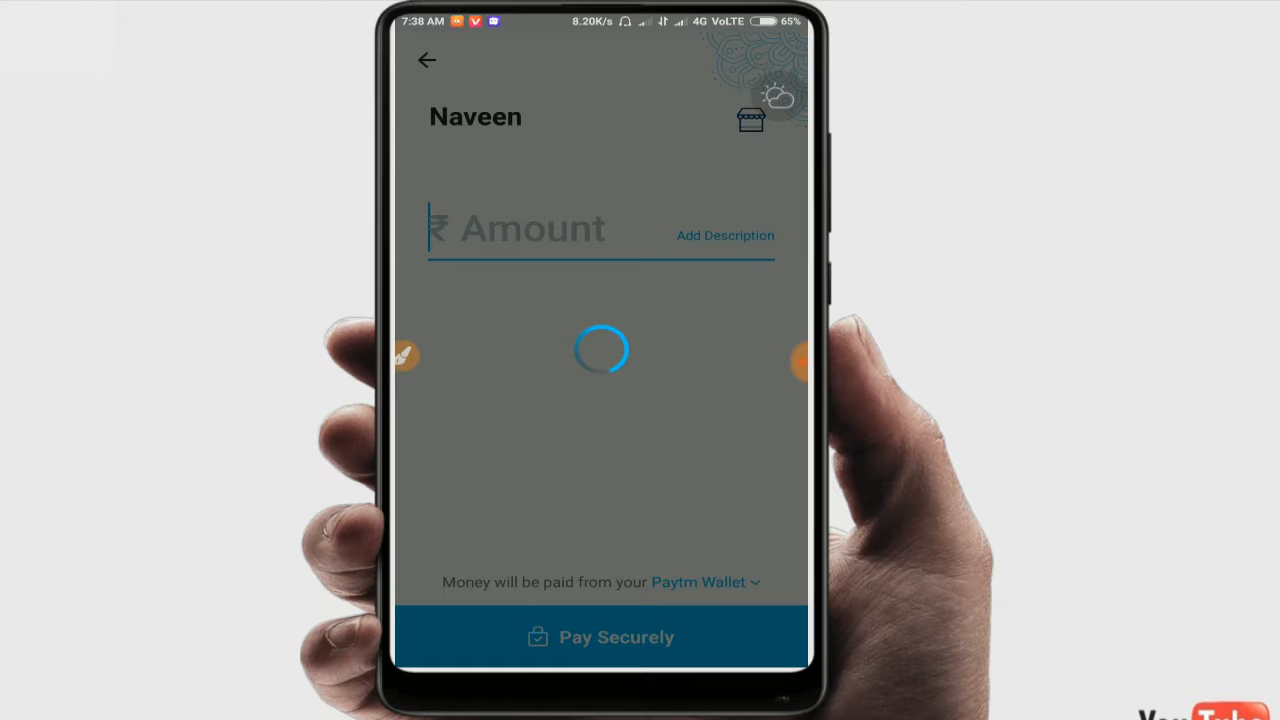 7:38 AM 8.20K/s 4G VoLTE 65%
Naveen
₹ Amount
Add Description
Money will be paid from your Paytm Wallet
Pay Securely
YouTube